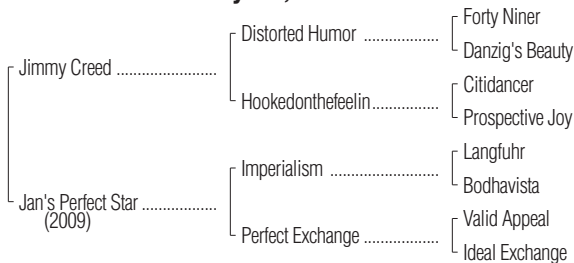 Forty Niner
Distorted Humor ..................
Danzig's Beauty
Jimmy Creed ........................
Citidancer
Hookedonthefeelin................
Prospective Joy
Langfuhr
Imperialism ..........................
Bodhavista
Jan's Perfect Star ..................
(2009)
Valid Appeal
Perfect Exchange ..................
Ideal Exchange